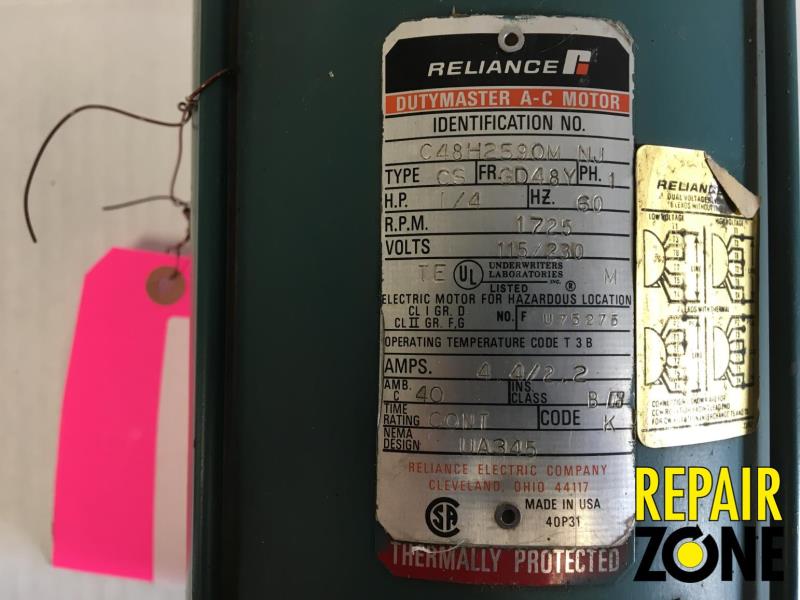 RELIANCE
DUTYMASTER A-C MOTOR
IDENTIFICATION NO.
C48H2590M NJ
TYPE CS FR. GD48Y PH. 1
H.P. 1/4 HZ. 60
R.P.M. 1725
VOLTS 115/230
TE UL UNDERWRITERS LABORATORIES INC. LISTED ® M
ELECTRIC MOTOR FOR HAZARDOUS LOCATION
CL I GR. D
CL II GR. F,G NO. F U75275
OPERATING TEMPERATURE CODE T 3 B
AMPS. 4.4/2.2
AMB. C 40 INS. CLASS B
TIME RATING CONT CODE K
NEMA DESIGN UA345
RELIANCE ELECTRIC COMPANY
CLEVELAND, OHIO 44117
SA MADE IN USA
40P31
THERMALLY PROTECTED
RELIANCE
DUAL VOLTAGE
LOW VOLTAGE
REPAIR
ZONE